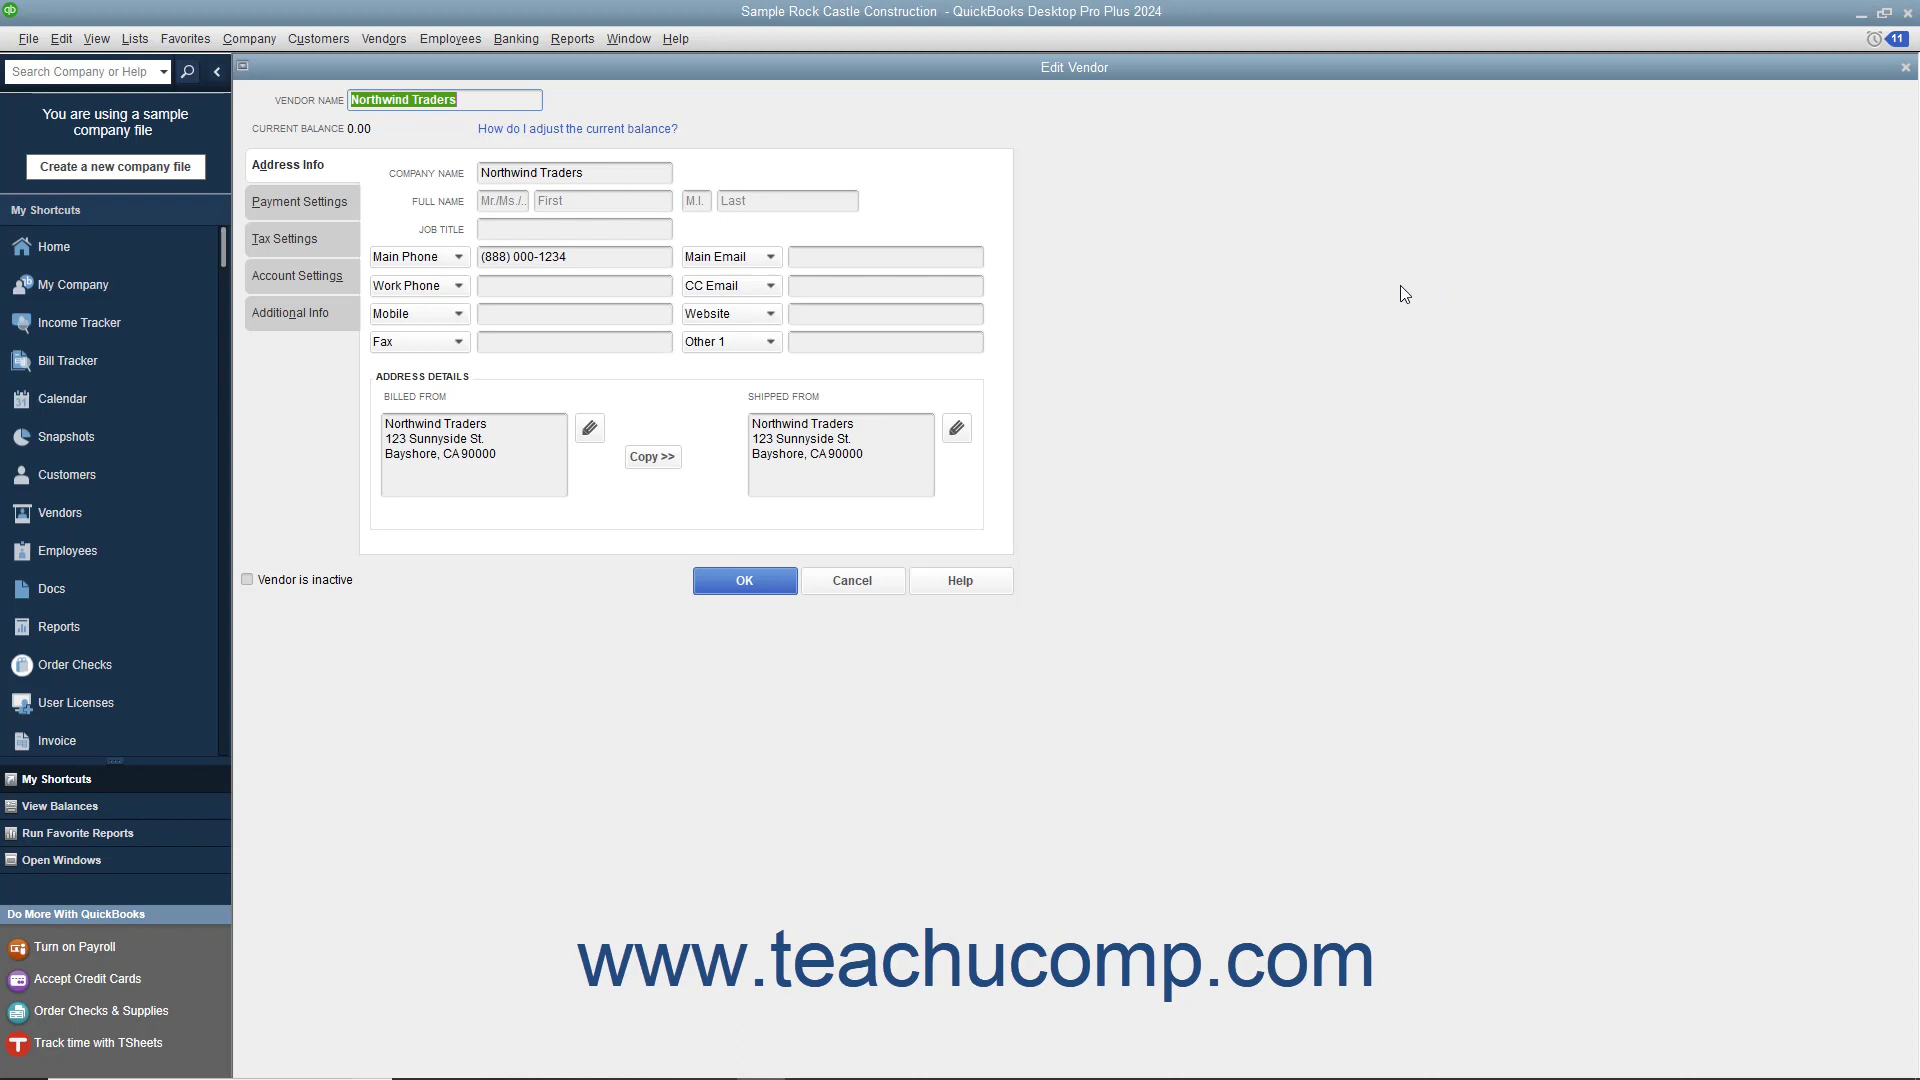 qb
Sample Rock Castle Construction - QuickBooks Desktop Pro Plus 2024
File Edit View Lists Favorites Company Customers Vendors Employees Banking Reports Window Help
11
Search Company or Help
Edit Vendor
You are using a sample
company file
Create a new company file
VENDOR NAME Northwind Traders
CURRENT BALANCE 0.00
How do I adjust the current balance?
Address Info
Payment Settings
Tax Settings
Account Settings
Additional Info
COMPANY NAME Northwind Traders
FULL NAME Mr./Ms./.. First M.I. Last
JOB TITLE
Main Phone (888) 000-1234 Main Email
Work Phone CC Email
Mobile Website
Fax Other 1
ADDRESS DETAILS
BILLED FROM
Northwind Traders
123 Sunnyside St.
Bayshore, CA 90000
Copy >>
SHIPPED FROM
Northwind Traders
123 Sunnyside St.
Bayshore, CA 90000
Vendor is inactive
OK Cancel Help
My Shortcuts
Home
My Company
Income Tracker
Bill Tracker
31 Calendar
Snapshots
Customers
Vendors
Employees
Docs
Reports
Order Checks
User Licenses
Invoice
My Shortcuts
View Balances
Run Favorite Reports
Open Windows
Do More With QuickBooks
Turn on Payroll
Accept Credit Cards
Order Checks & Supplies
Track time with TSheets
www.teachucomp.com